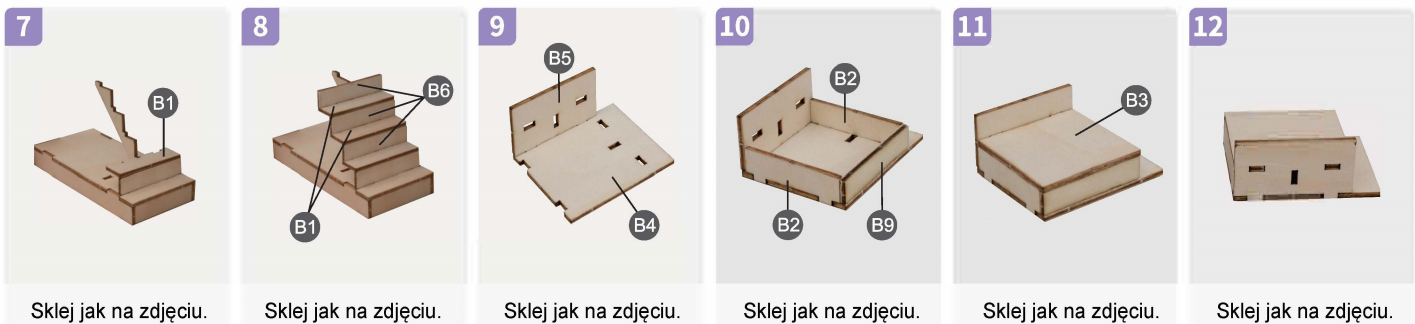 7
B1
Sklej jak na zdjęciu.
8
B6
B1
Sklej jak na zdjęciu.
9
B5
B4
Sklej jak na zdjęciu.
10
B2
B2
B9
Sklej jak na zdjęciu.
11
B3
Sklej jak na zdjęciu.
12
Sklej jak na zdjęciu.